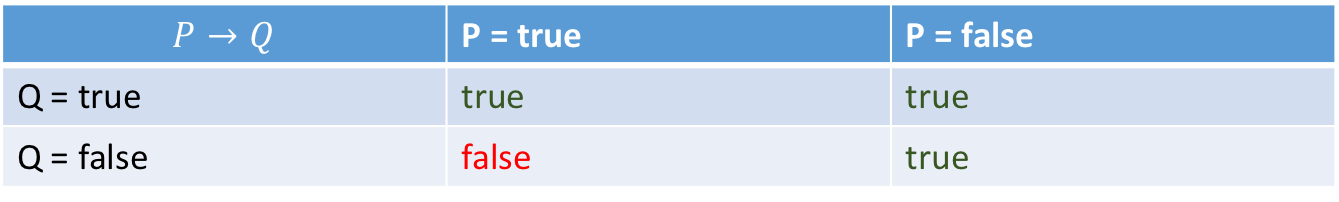 P → Q P = true P = false
Q = true true true
Q = false false true